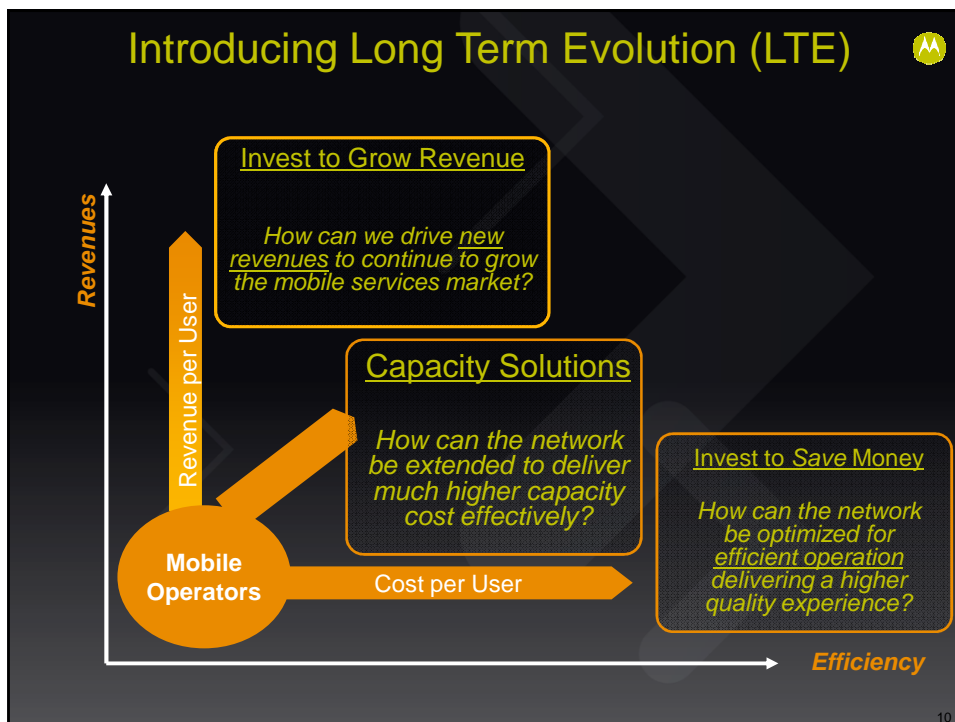 Introducing Long Term Evolution (LTE)
Invest to Grow Revenue
How can we drive new
revenues to continue to grow
the mobile services market?
Revenues
Revenue per User
Capacity Solutions
How can the network
be extended to deliver
much higher capacity
cost effectively?
Invest to Save Money
How can the network
be optimized for
efficient operation
delivering a higher
quality experience?
Mobile
Operators
Cost per User
Efficiency
10